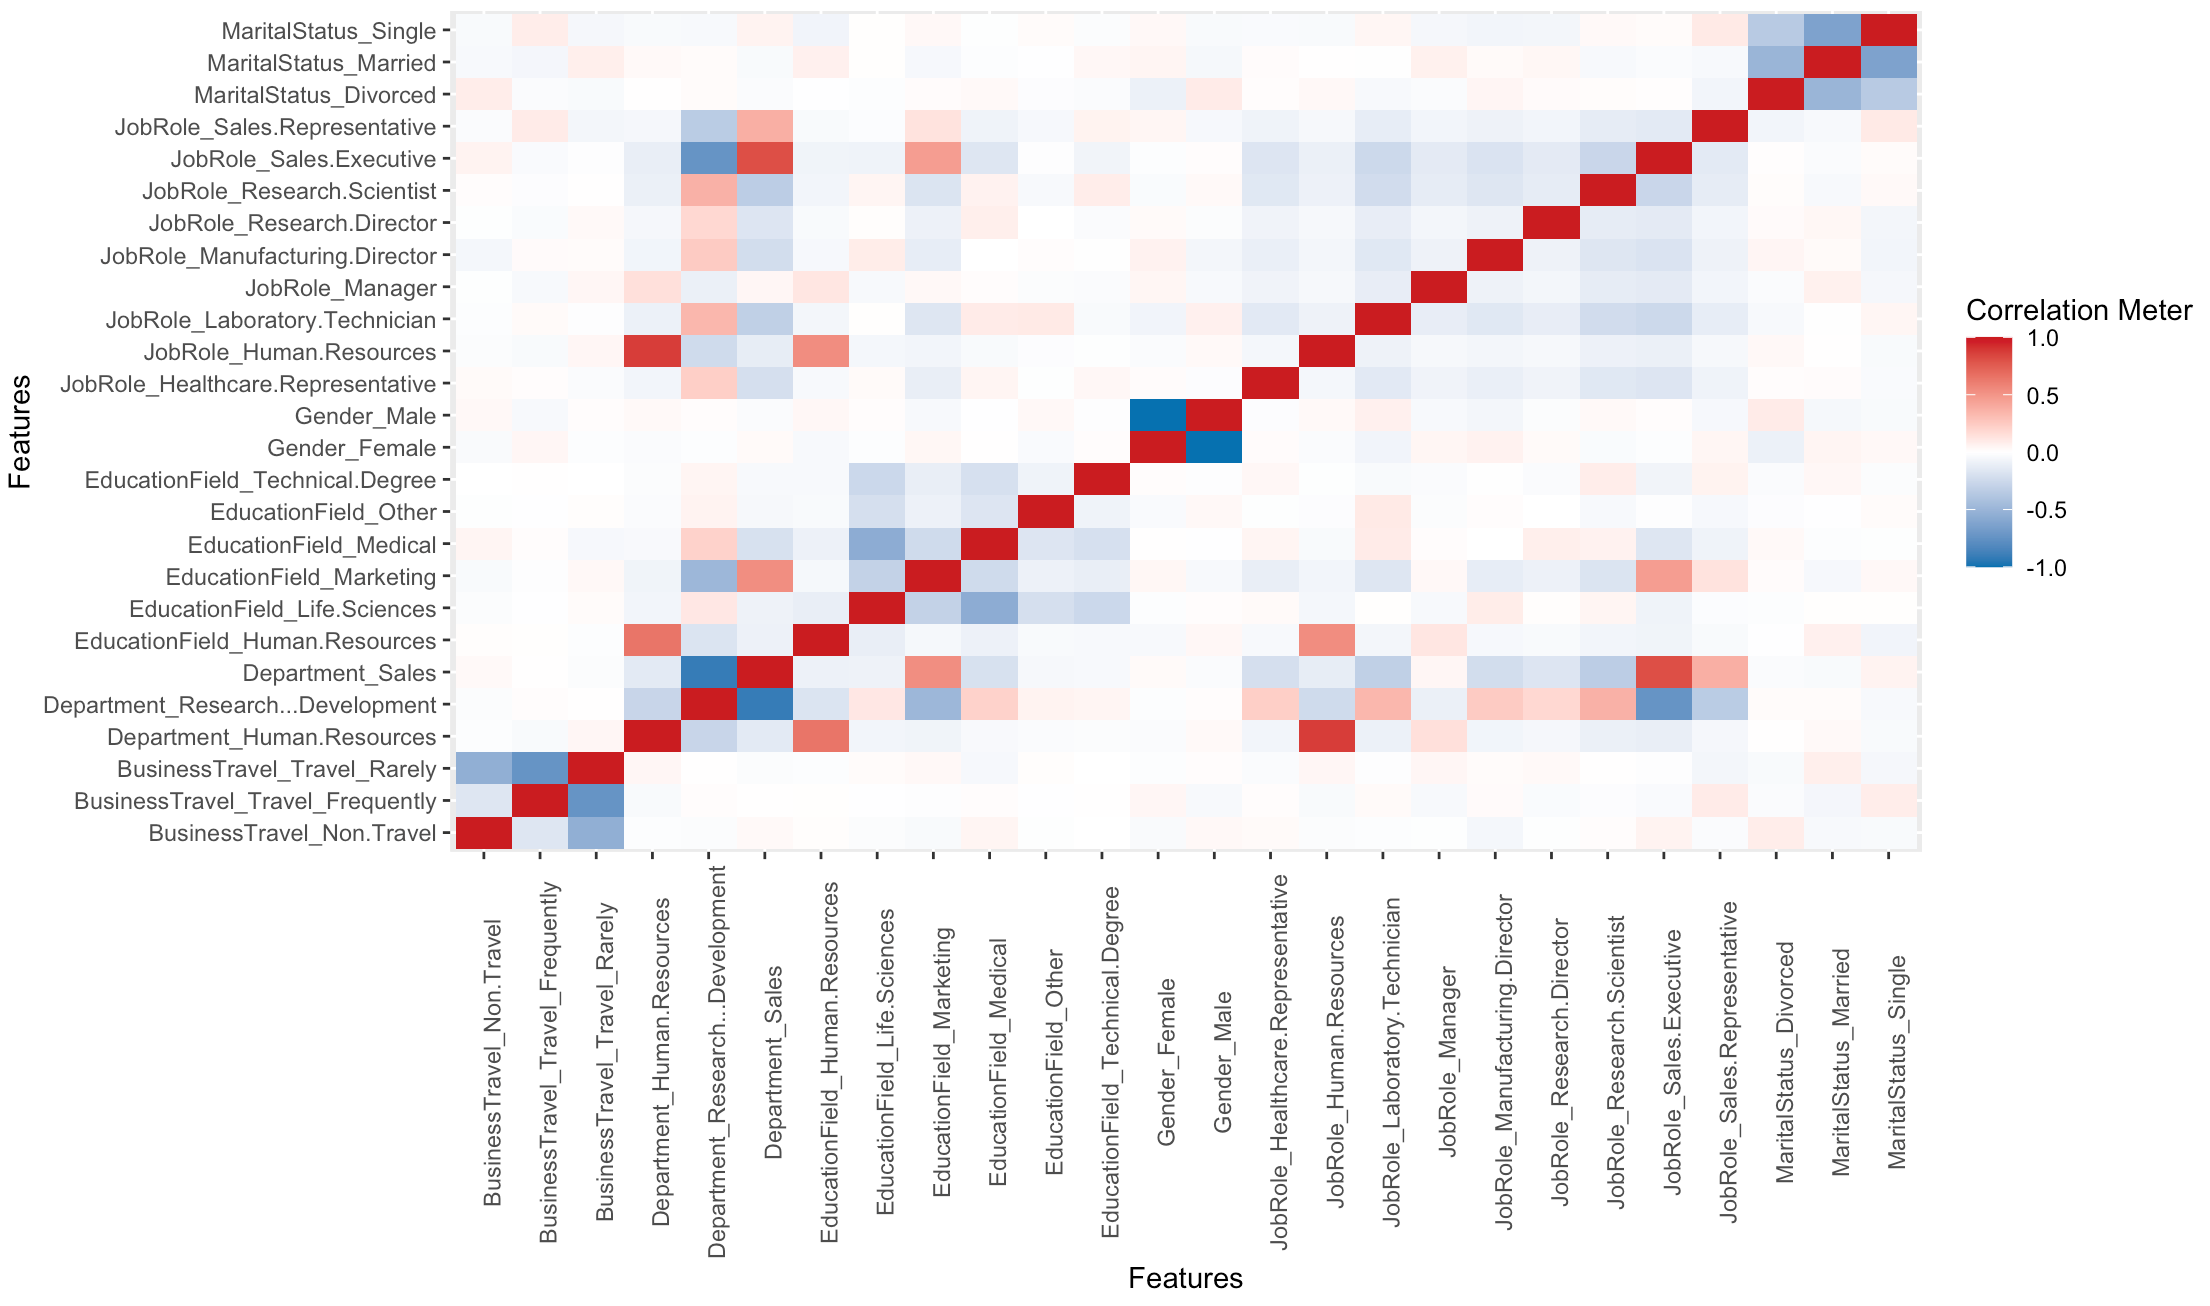 MaritalStatus_Single
MaritalStatus_Married
MaritalStatus_Divorced
JobRole_Sales.Representative
JobRole_Sales.Executive
JobRole_Research.Scientist
JobRole_Research.Director
JobRole_Manufacturing.Director
JobRole_Manager
JobRole_Laboratory.Technician
JobRole_Human.Resources
JobRole_Healthcare.Representative
Gender_Male
Gender_Female
EducationField_Technical.Degree
EducationField_Other
EducationField_Medical
EducationField_Marketing
EducationField_Life.Sciences
EducationField_Human.Resources
Department_Sales
Department_Research...Development
Department_Human.Resources
BusinessTravel_Travel_Rarely
BusinessTravel_Travel_Frequently
BusinessTravel_Non.Travel
Features
BusinessTravel_Non.Travel
BusinessTravel_Travel_Frequently
BusinessTravel_Travel_Rarely
Department_Human.Resources
Department_Research...Development
Department_Sales
EducationField_Human.Resources
EducationField_Life.Sciences
EducationField_Marketing
EducationField_Medical
EducationField_Other
EducationField_Technical.Degree
Gender_Female
Gender_Male
JobRole_Healthcare.Representative
JobRole_Human.Resources
JobRole_Laboratory.Technician
JobRole_Manager
JobRole_Manufacturing.Director
JobRole_Research.Director
JobRole_Research.Scientist
JobRole_Sales.Executive
JobRole_Sales.Representative
MaritalStatus_Divorced
MaritalStatus_Married
MaritalStatus_Single
Features
Correlation Meter
1.0
0.5
0.0
-0.5
-1.0